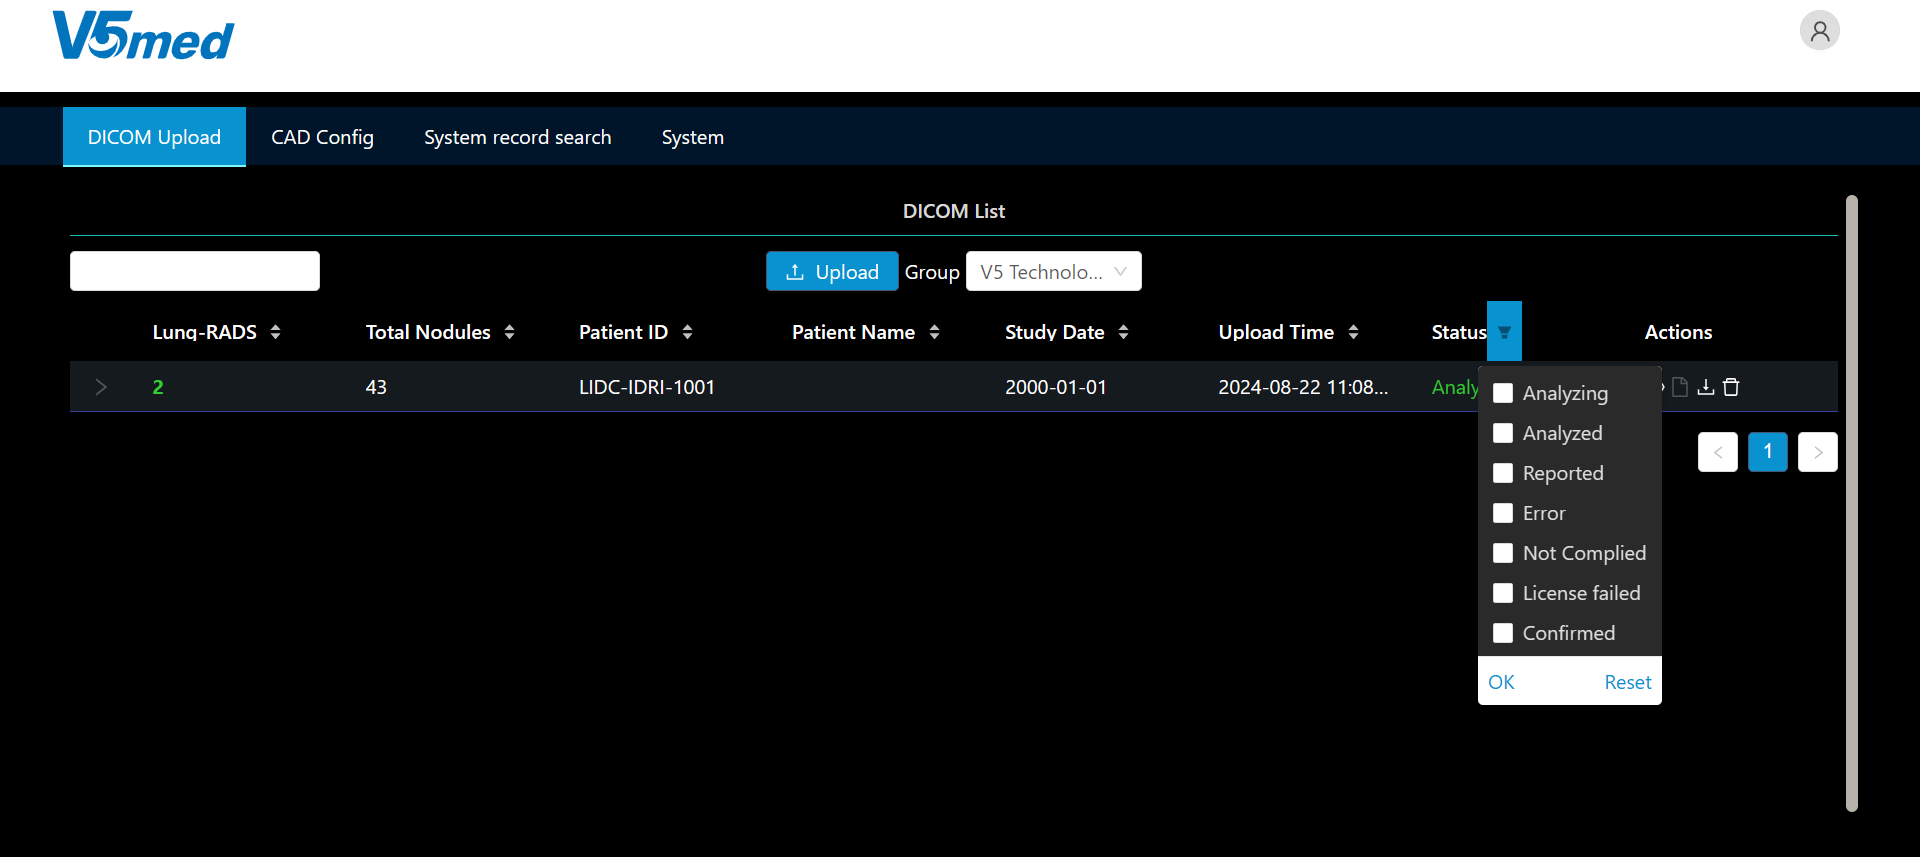 V5med
DICOM Upload CAD Config System record search System
DICOM List
Upload Group V5 Technolo...
Lung-RADS Total Nodules Patient ID Patient Name Study Date Upload Time Status Actions
2 43 LIDC-IDRI-1001 2000-01-01 2024-08-22 11:08... Analy
Analyzing
Analyzed
< 1 >
Reported
Error
Not Complied
License failed
Confirmed
OK Reset